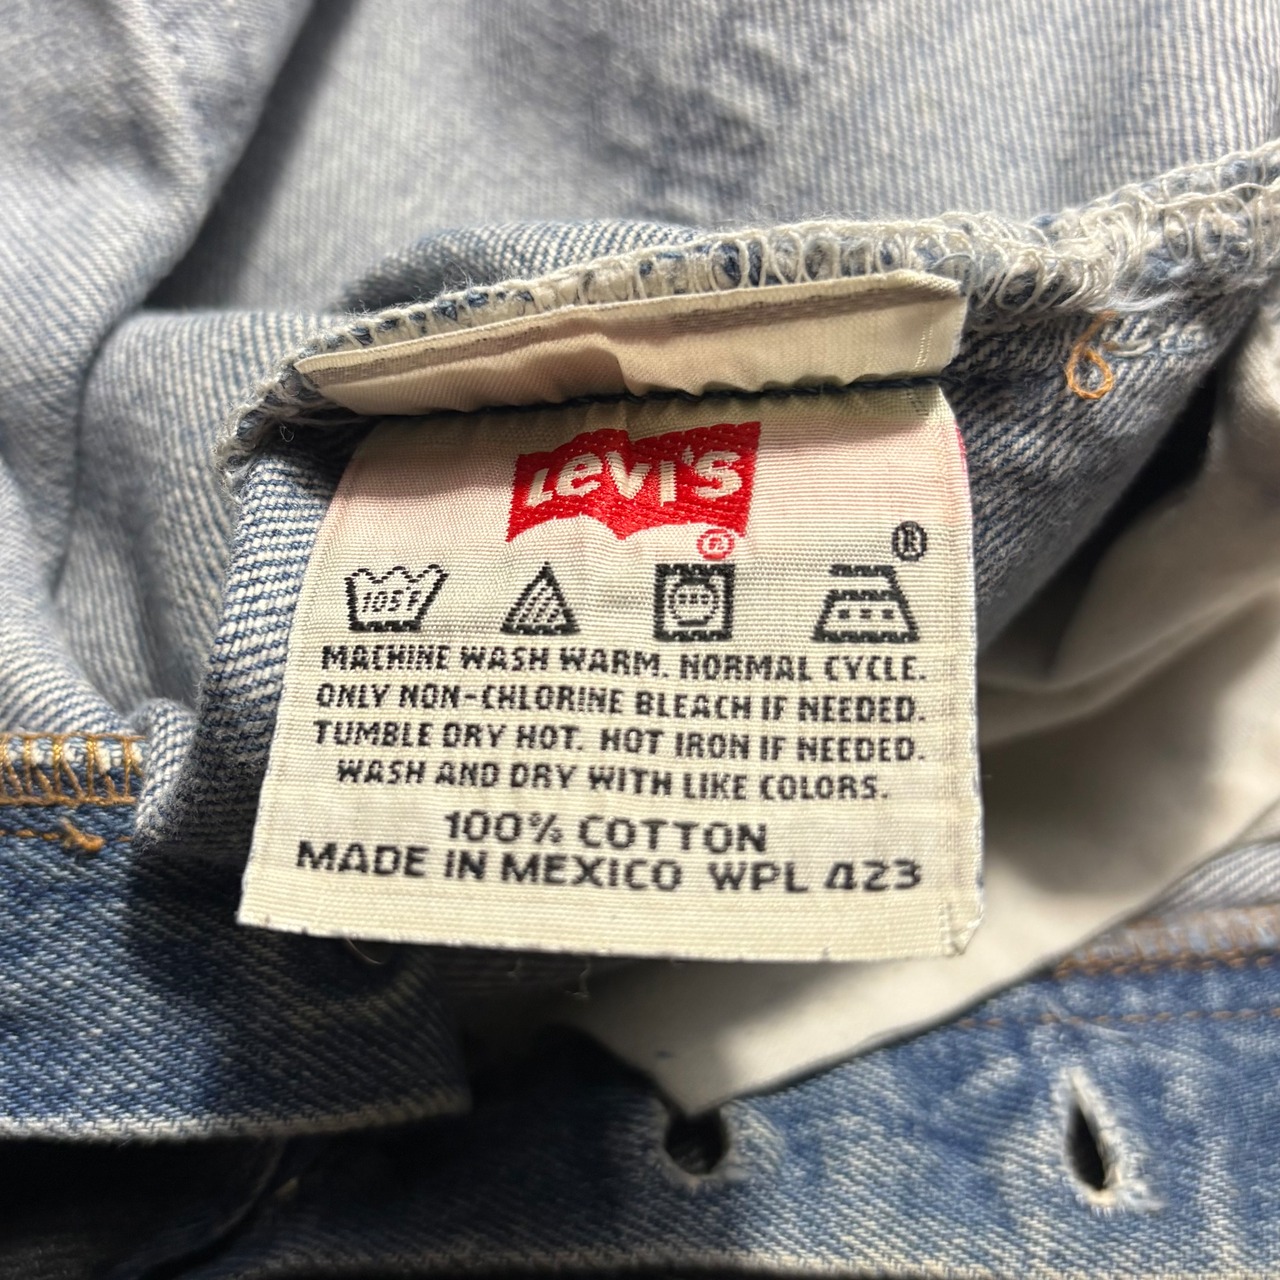 LEVI'S
®
®
105F
MACHINE WASH WARM. NORMAL CYCLE.
ONLY NON-CHLORINE BLEACH IF NEEDED.
TUMBLE DRY HOT. HOT IRON IF NEEDED.
WASH AND DRY WITH LIKE COLORS.
100% COTTON
MADE IN MEXICO WPL 423